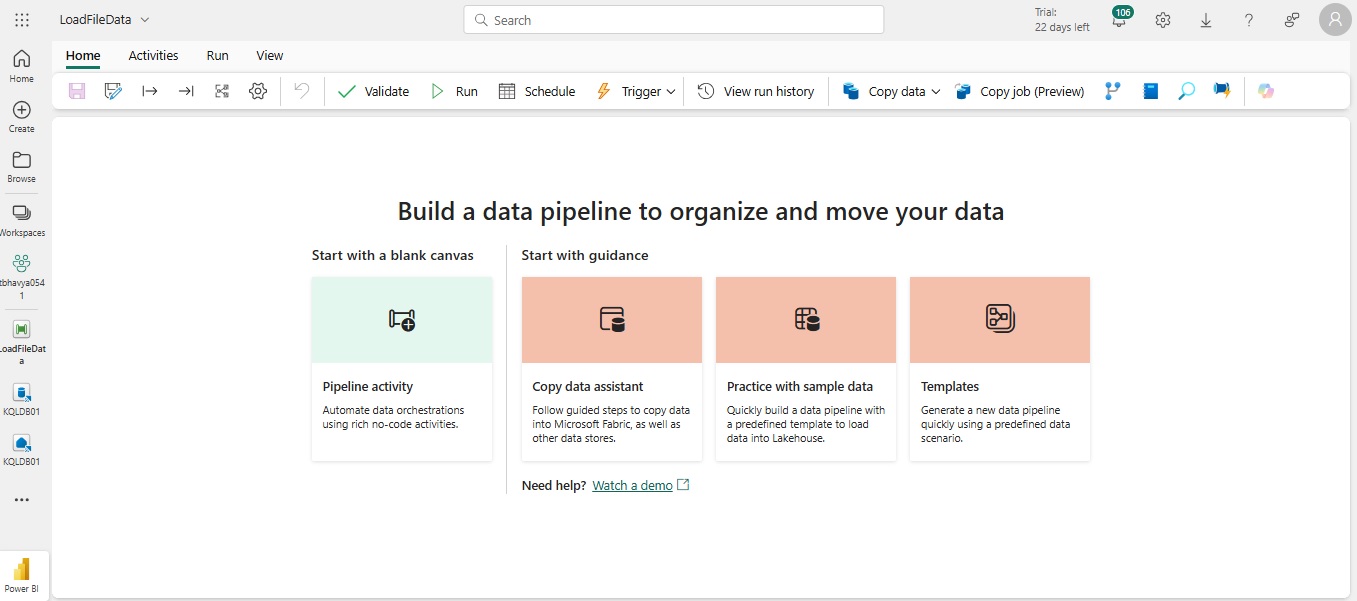 LoadFileData
Search
Trial:
22 days left
106
?
Home
Activities
Run
View
Validate
Run
Schedule
Trigger
View run history
Copy data
Copy job (Preview)
Home
Create
Browse
Workspaces
tbhavya054
1
LoadFileDat
a
KQLDB01
KQLDB01
Power BI
Build a data pipeline to organize and move your data
Start with a blank canvas
Pipeline activity
Automate data orchestrations
using rich no-code activities.
Start with guidance
Copy data assistant
Follow guided steps to copy data
into Microsoft Fabric, as well as
other data stores.
Practice with sample data
Quickly build a data pipeline with
a predefined template to load
data into Lakehouse.
Templates
Generate a new data pipeline
quickly using a predefined data
scenario.
Need help? Watch a demo